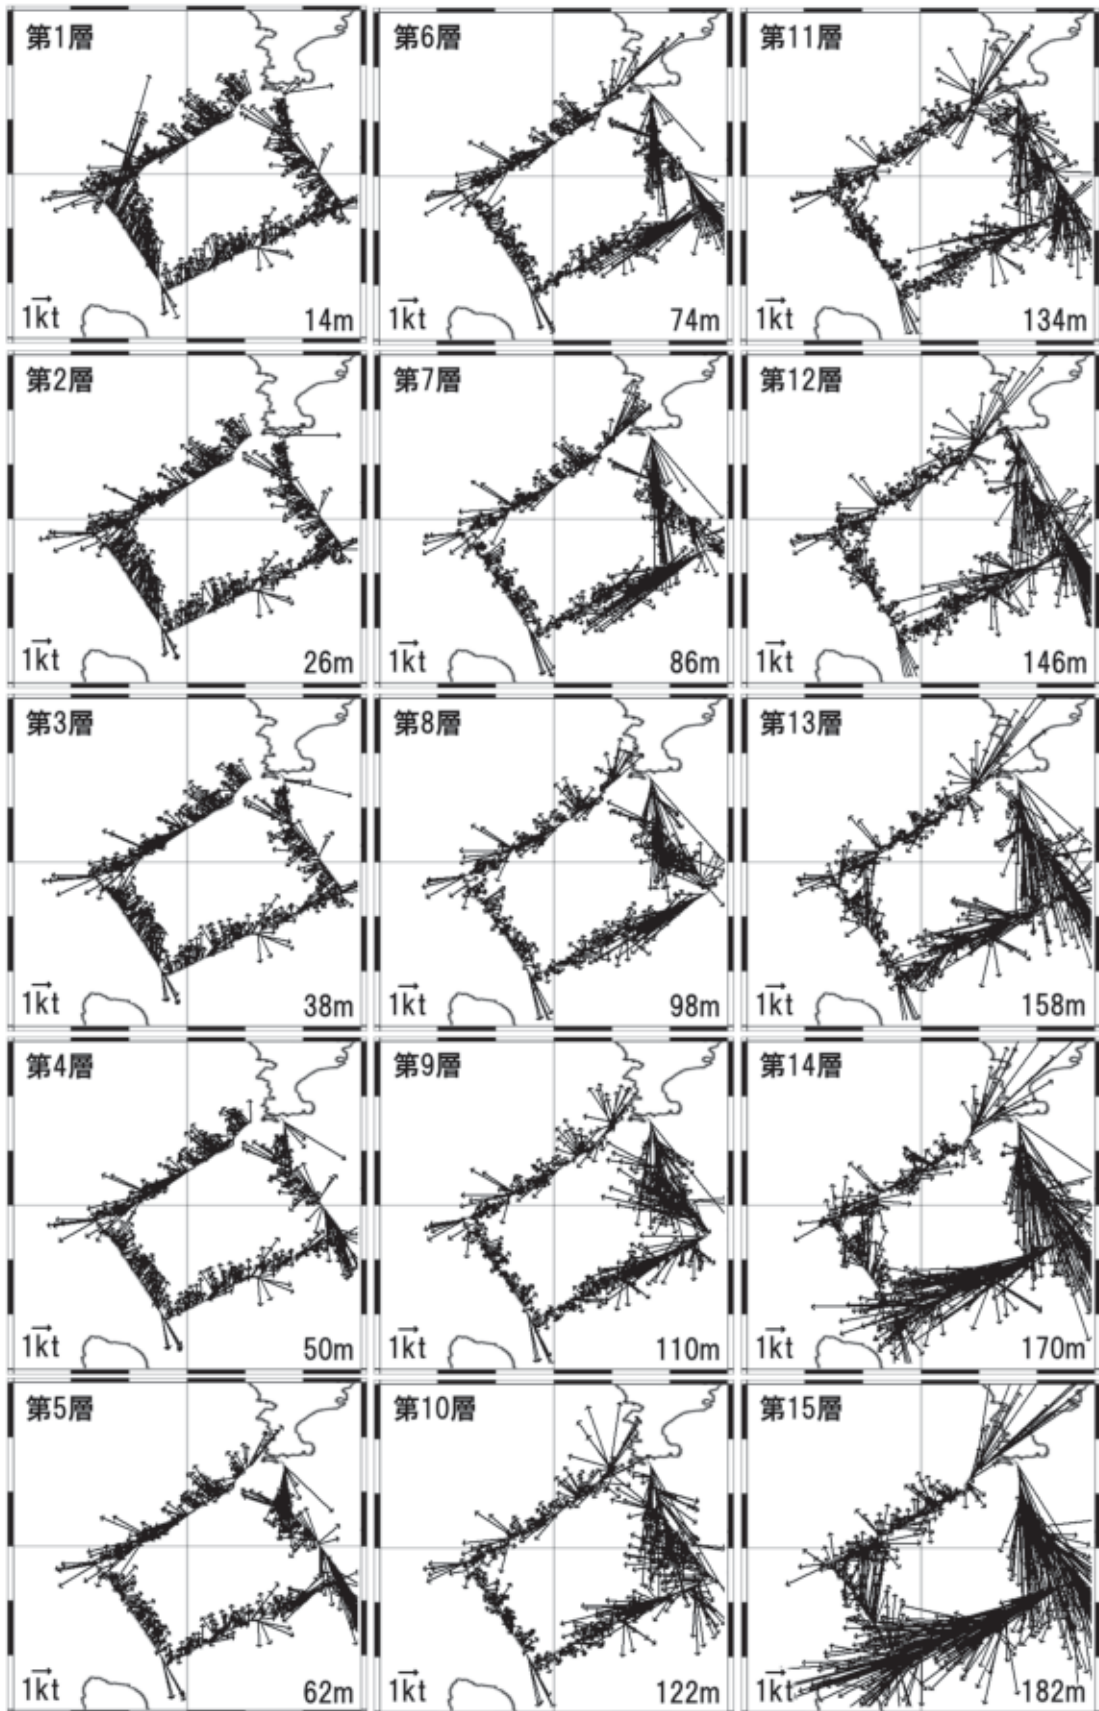 第1層
1kt
14m
第2層
1kt
26m
第3層
1kt
38m
第4層
1kt
50m
第5層
1kt
62m
第6層
1kt
74m
第7層
1kt
86m
第8層
1kt
98m
第9層
1kt
110m
第10層
1kt
122m
第11層
1kt
134m
第12層
1kt
146m
第13層
1kt
158m
第14層
1kt
170m
第15層
1kt
182m